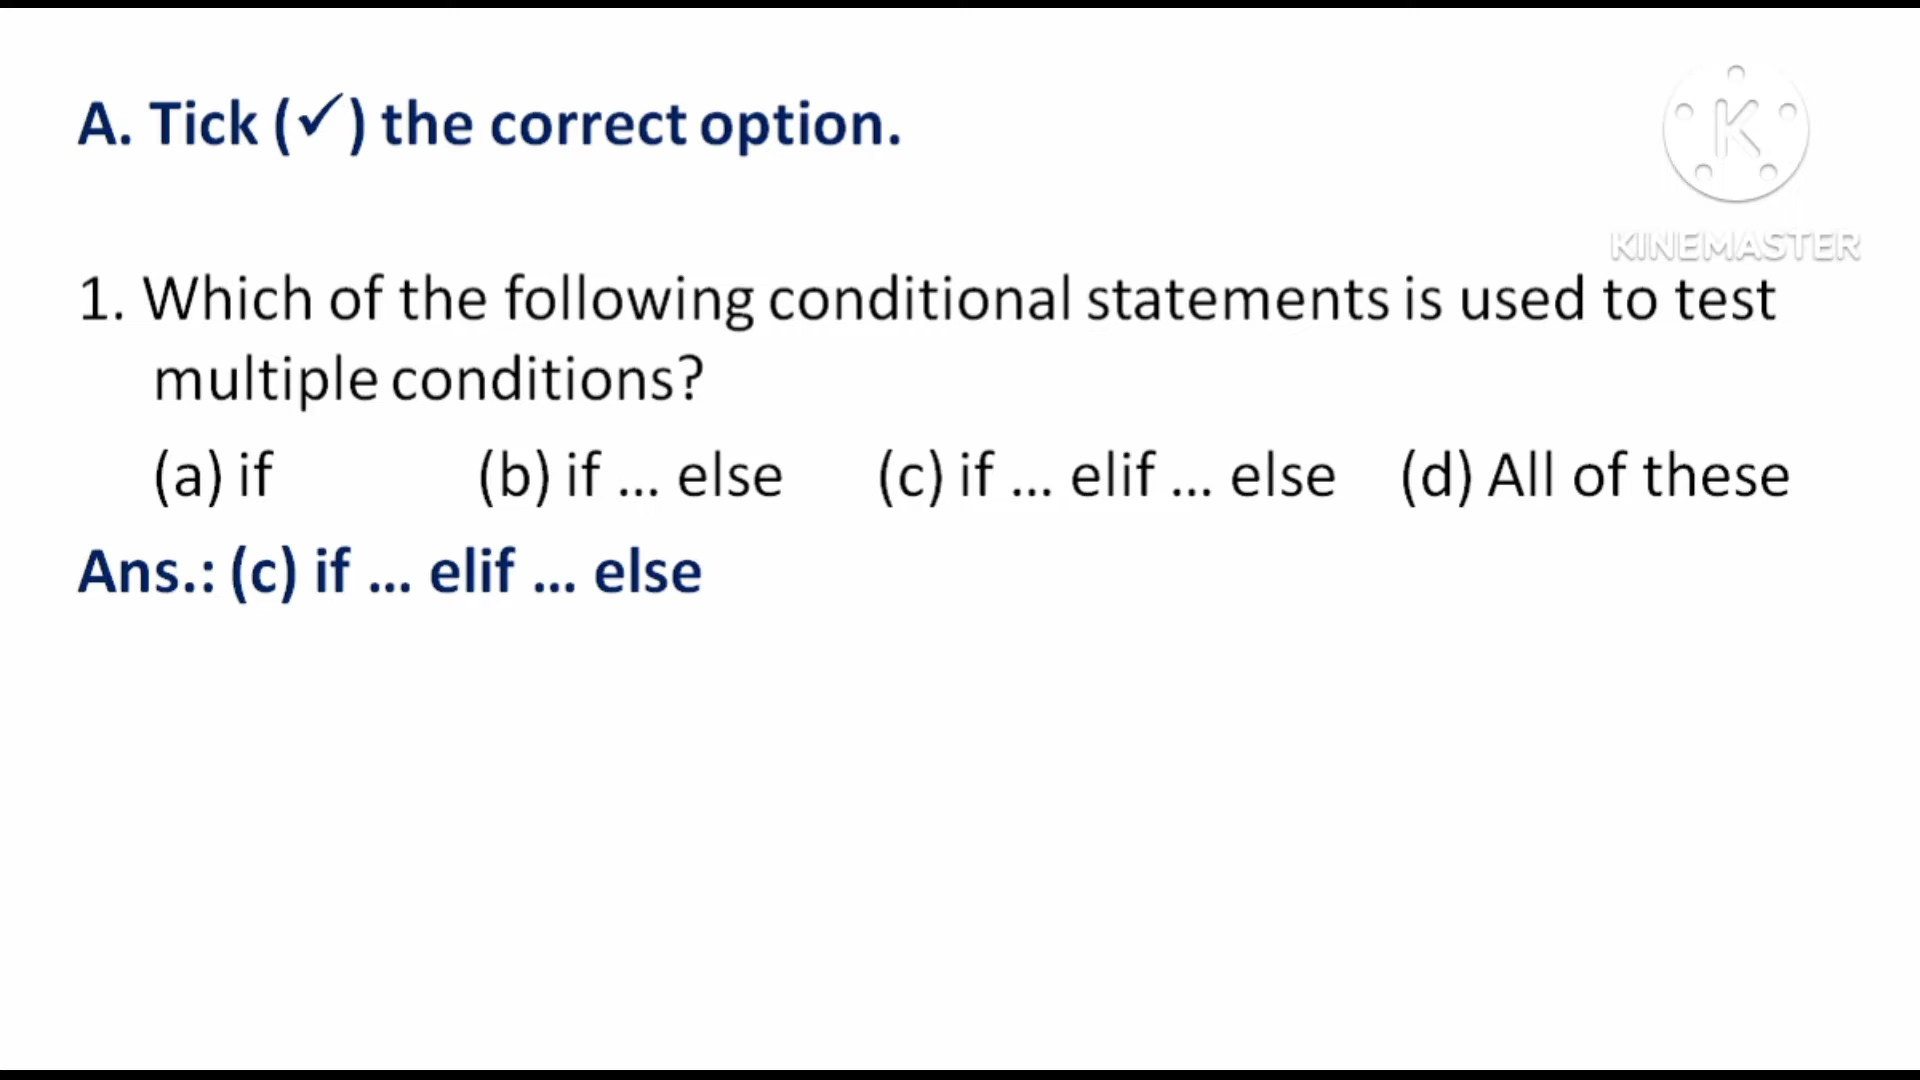 A. Tick (✓) the correct option.
K
KINEMASTER
1. Which of the following conditional statements is used to test
multiple conditions?
(a) if (b) if ... else (c) if ... elif ... else (d) All of these
Ans.: (c) if ... elif ... else